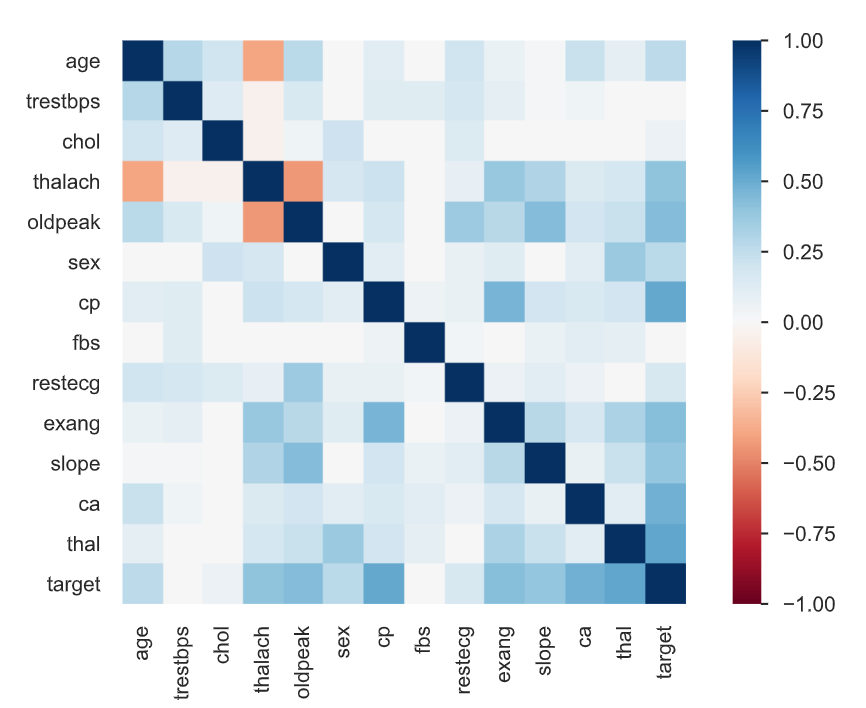 age
trestbps
chol
thalach
oldpeak
sex
cp
fbs
restecg
exang
slope
ca
thal
target
age
trestbps
chol
thalach
oldpeak
sex
cp
fbs
restecg
exang
slope
ca
thal
target
1.00
0.75
0.50
0.25
0.00
−0.25
−0.50
−0.75
−1.00